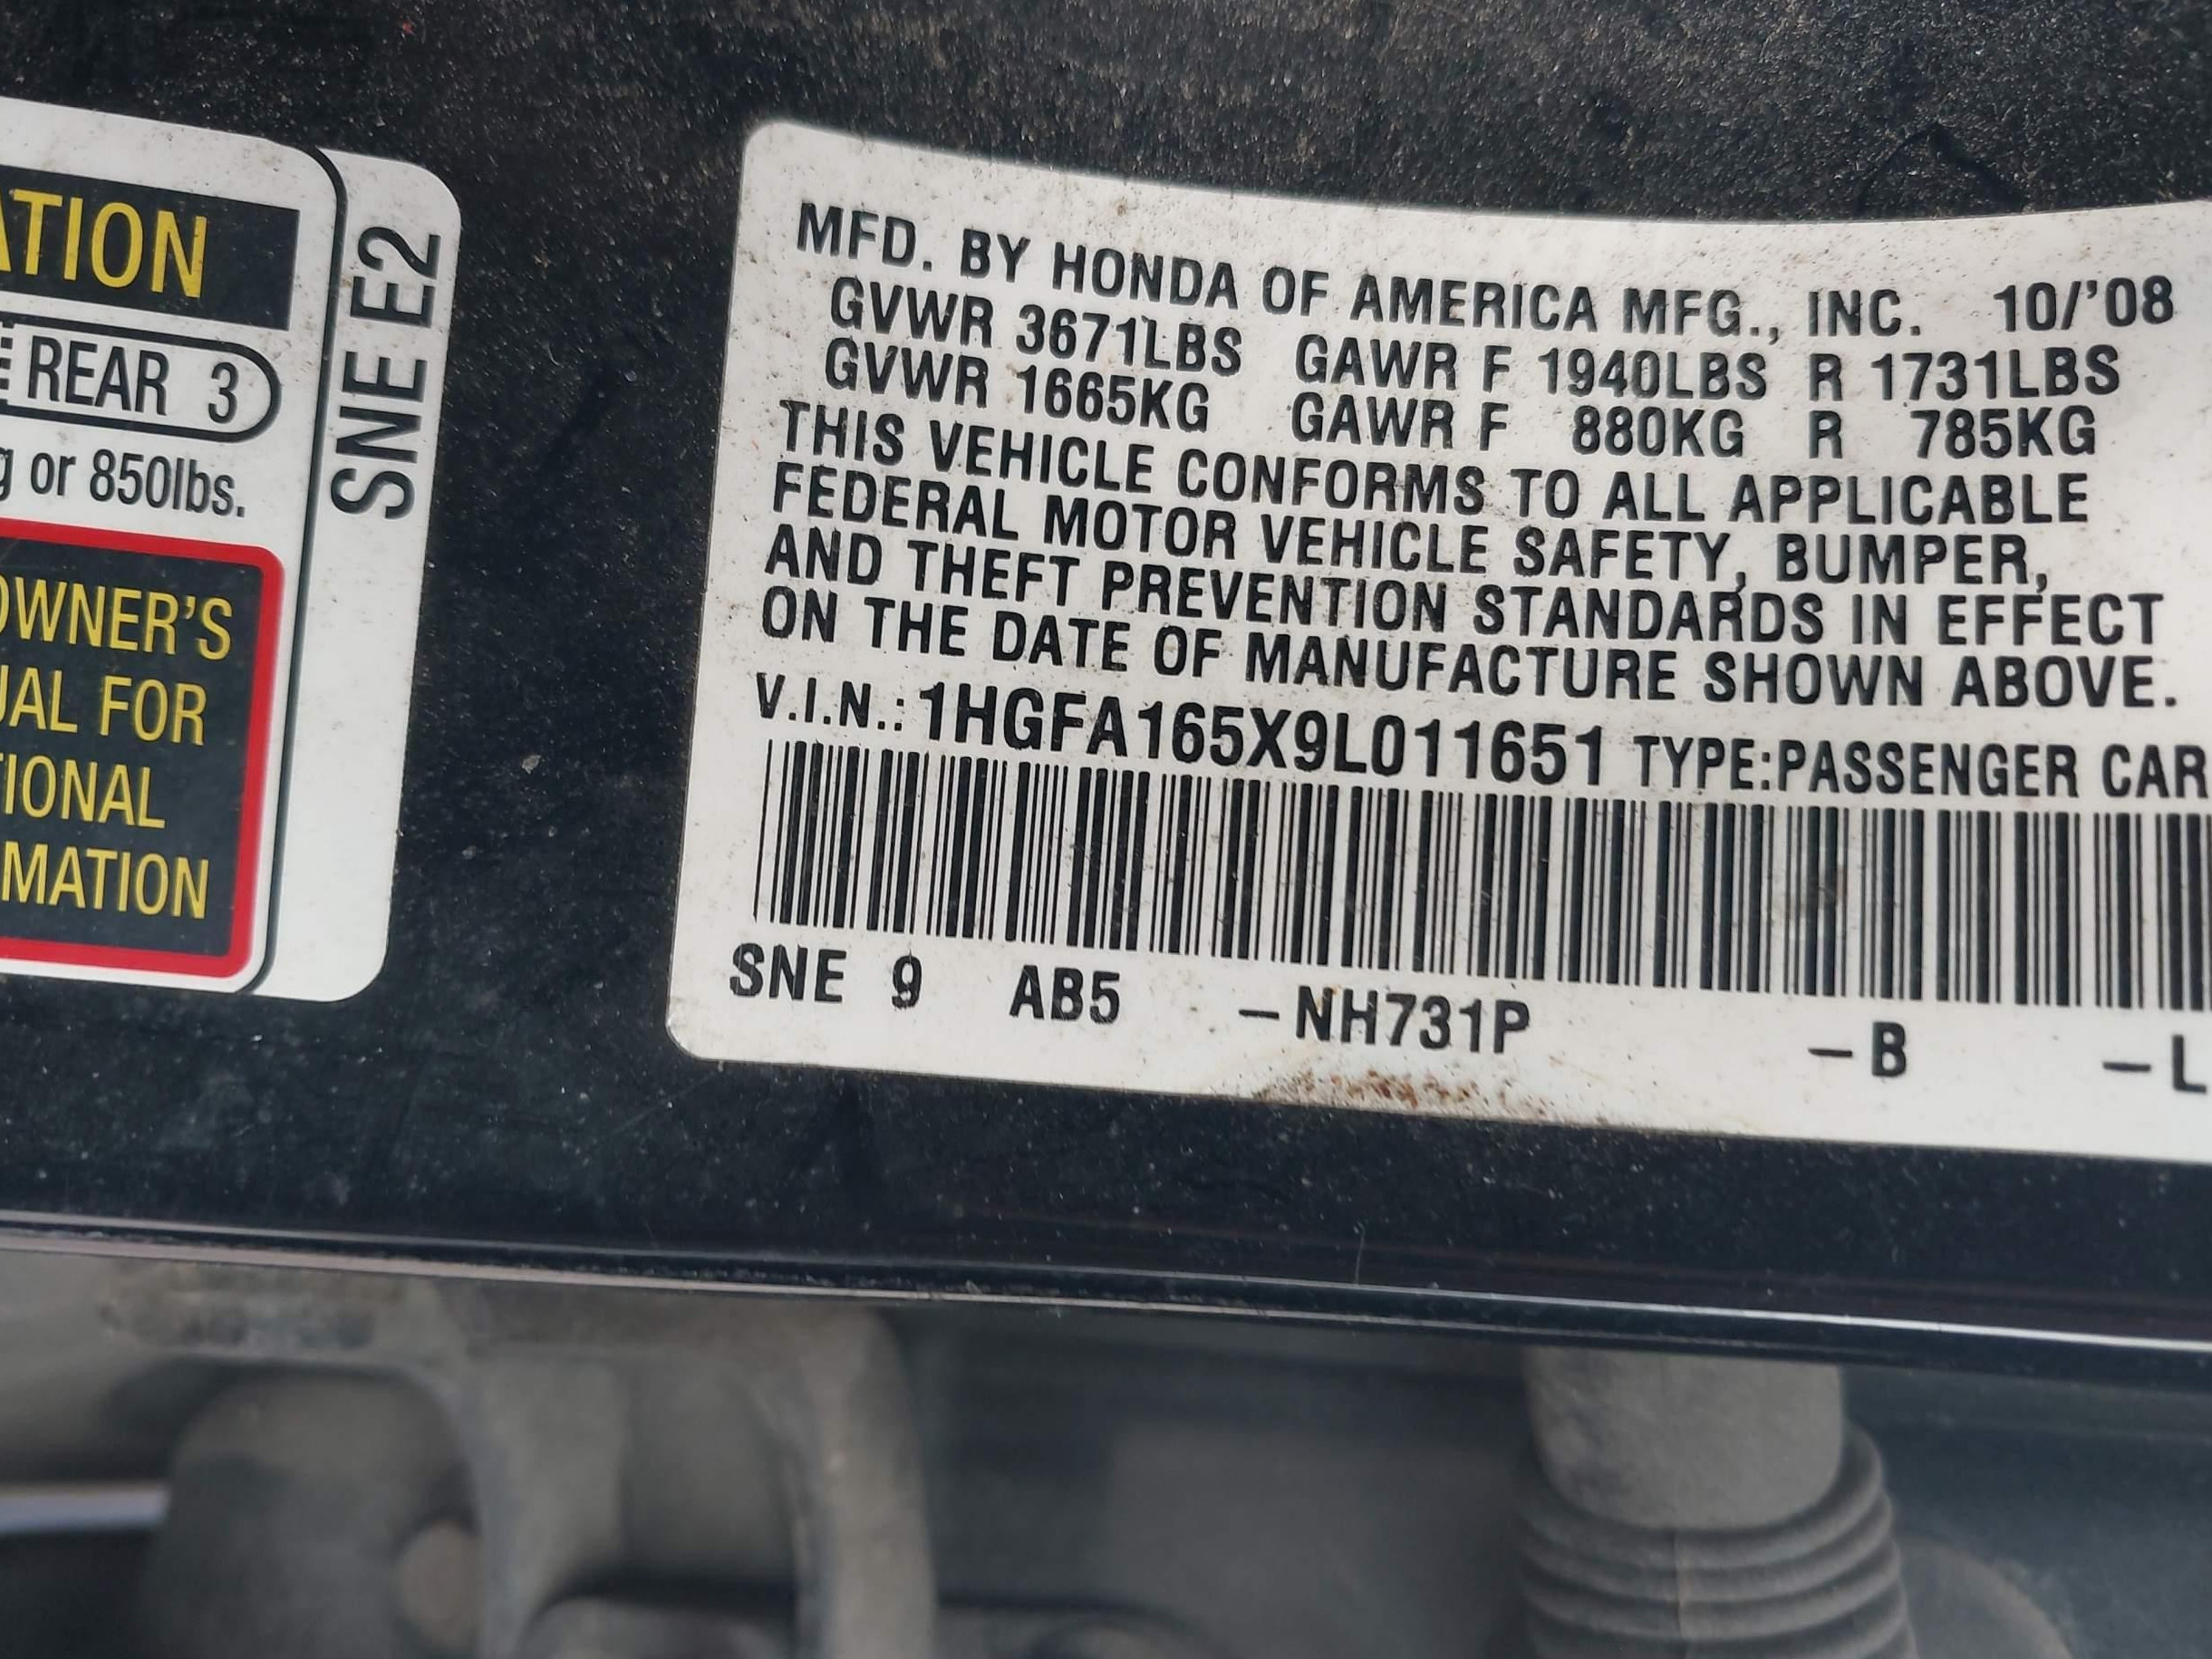 ATION
REAR 3
g or 850lbs.
OWNER'S
UAL FOR
TIONAL
MATION
SNE E2
MFD. BY HONDA OF AMERICA MFG., INC. 10/'08
GVWR 3671LBS GAWR F 1940LBS R 1731LBS
GVWR 1665KG GAWR F 880KG R 785KG
THIS VEHICLE CONFORMS TO ALL APPLICABLE
FEDERAL MOTOR VEHICLE SAFETY, BUMPER,
AND THEFT PREVENTION STANDARDS IN EFFECT
ON THE DATE OF MANUFACTURE SHOWN ABOVE.
V.I.N.: 1HGFA165X9L011651 TYPE:PASSENGER CAR
SNE 9 AB5 –NH731P –B –L